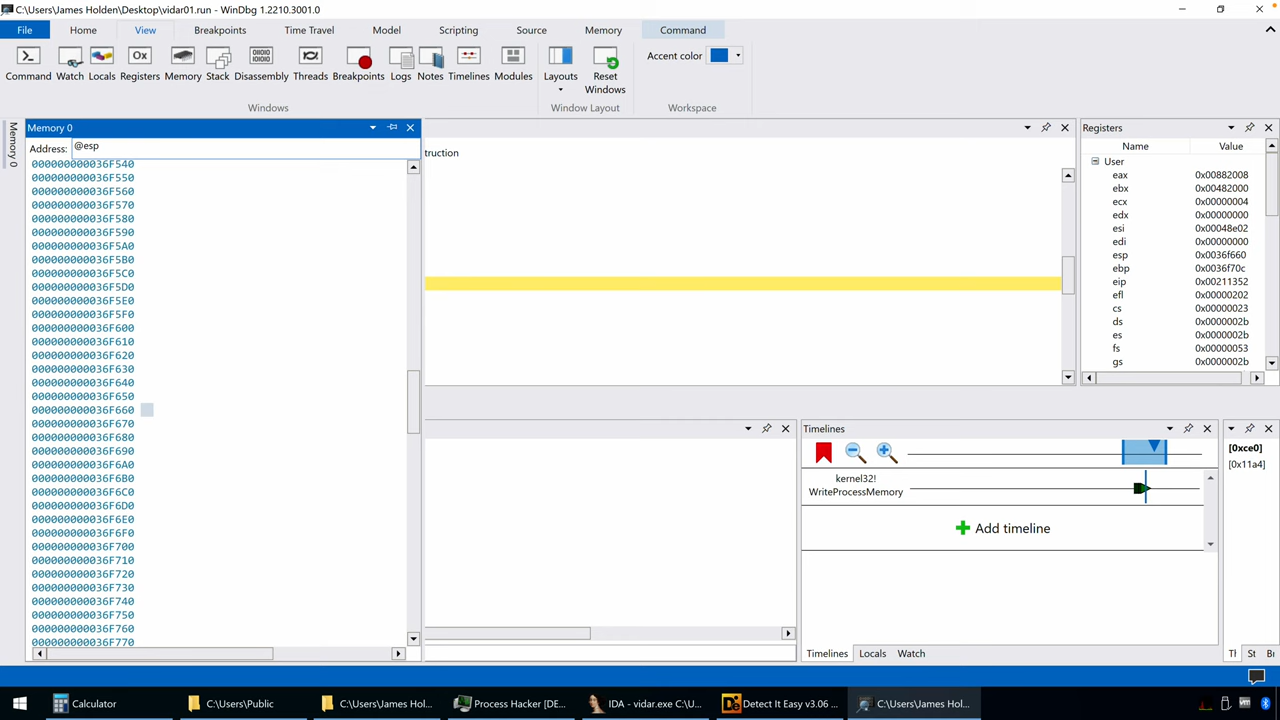 C:\Users\James Holden\Desktop\vidar01.run - WinDbg 1.2210.3001.0
File Home View Breakpoints Time Travel Model Scripting Source Memory Command
Command Watch Locals Registers Memory Stack Disassembly Threads Breakpoints Logs Notes Timelines Modules Layouts Reset Windows Accent color
Windows Window Layout Workspace
Memory 0
Memory 0
Address: @esp
000000000036F540
000000000036F550
000000000036F560
000000000036F570
000000000036F580
000000000036F590
000000000036F5A0
000000000036F5B0
000000000036F5C0
000000000036F5D0
000000000036F5E0
000000000036F5F0
000000000036F600
000000000036F610
000000000036F620
000000000036F630
000000000036F640
000000000036F650
000000000036F660
000000000036F670
000000000036F680
000000000036F690
000000000036F6A0
000000000036F6B0
000000000036F6C0
000000000036F6D0
000000000036F6E0
000000000036F6F0
000000000036F700
000000000036F710
000000000036F720
000000000036F730
000000000036F740
000000000036F750
000000000036F760
000000000036F770
truction
Registers
Name Value
User
eax 0x00882008
ebx 0x00482000
ecx 0x00000004
edx 0x00000000
esi 0x00048e02
edi 0x00000000
esp 0x0036f660
ebp 0x0036f70c
eip 0x00211352
efl 0x00000202
cs 0x00000023
ds 0x0000002b
es 0x0000002b
fs 0x00000053
gs 0x0000002b
Timelines
kernel32!
WriteProcessMemory
Add timeline
Timelines Locals Watch
[0xce0]
[0x11a4]
Tl St Br
Calculator C:\Users\Public C:\Users\James Hol... Process Hacker [DE... IDA - vidar.exe C:\U... Detect It Easy v3.06 ... C:\Users\James Hol...